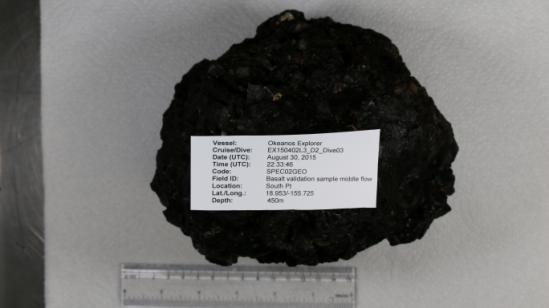 Vessel: Okeanos Explorer
Cruise/Dive: EX150402L3_D2_Dive03
Date (UTC): August 30, 2015
Time (UTC): 22:33:46
Code: SPEC02GEO
Field ID: Basalt validation sample middle flow
Location: South Pt
Lat./Long.: 18.953/-155.725
Depth: 450m